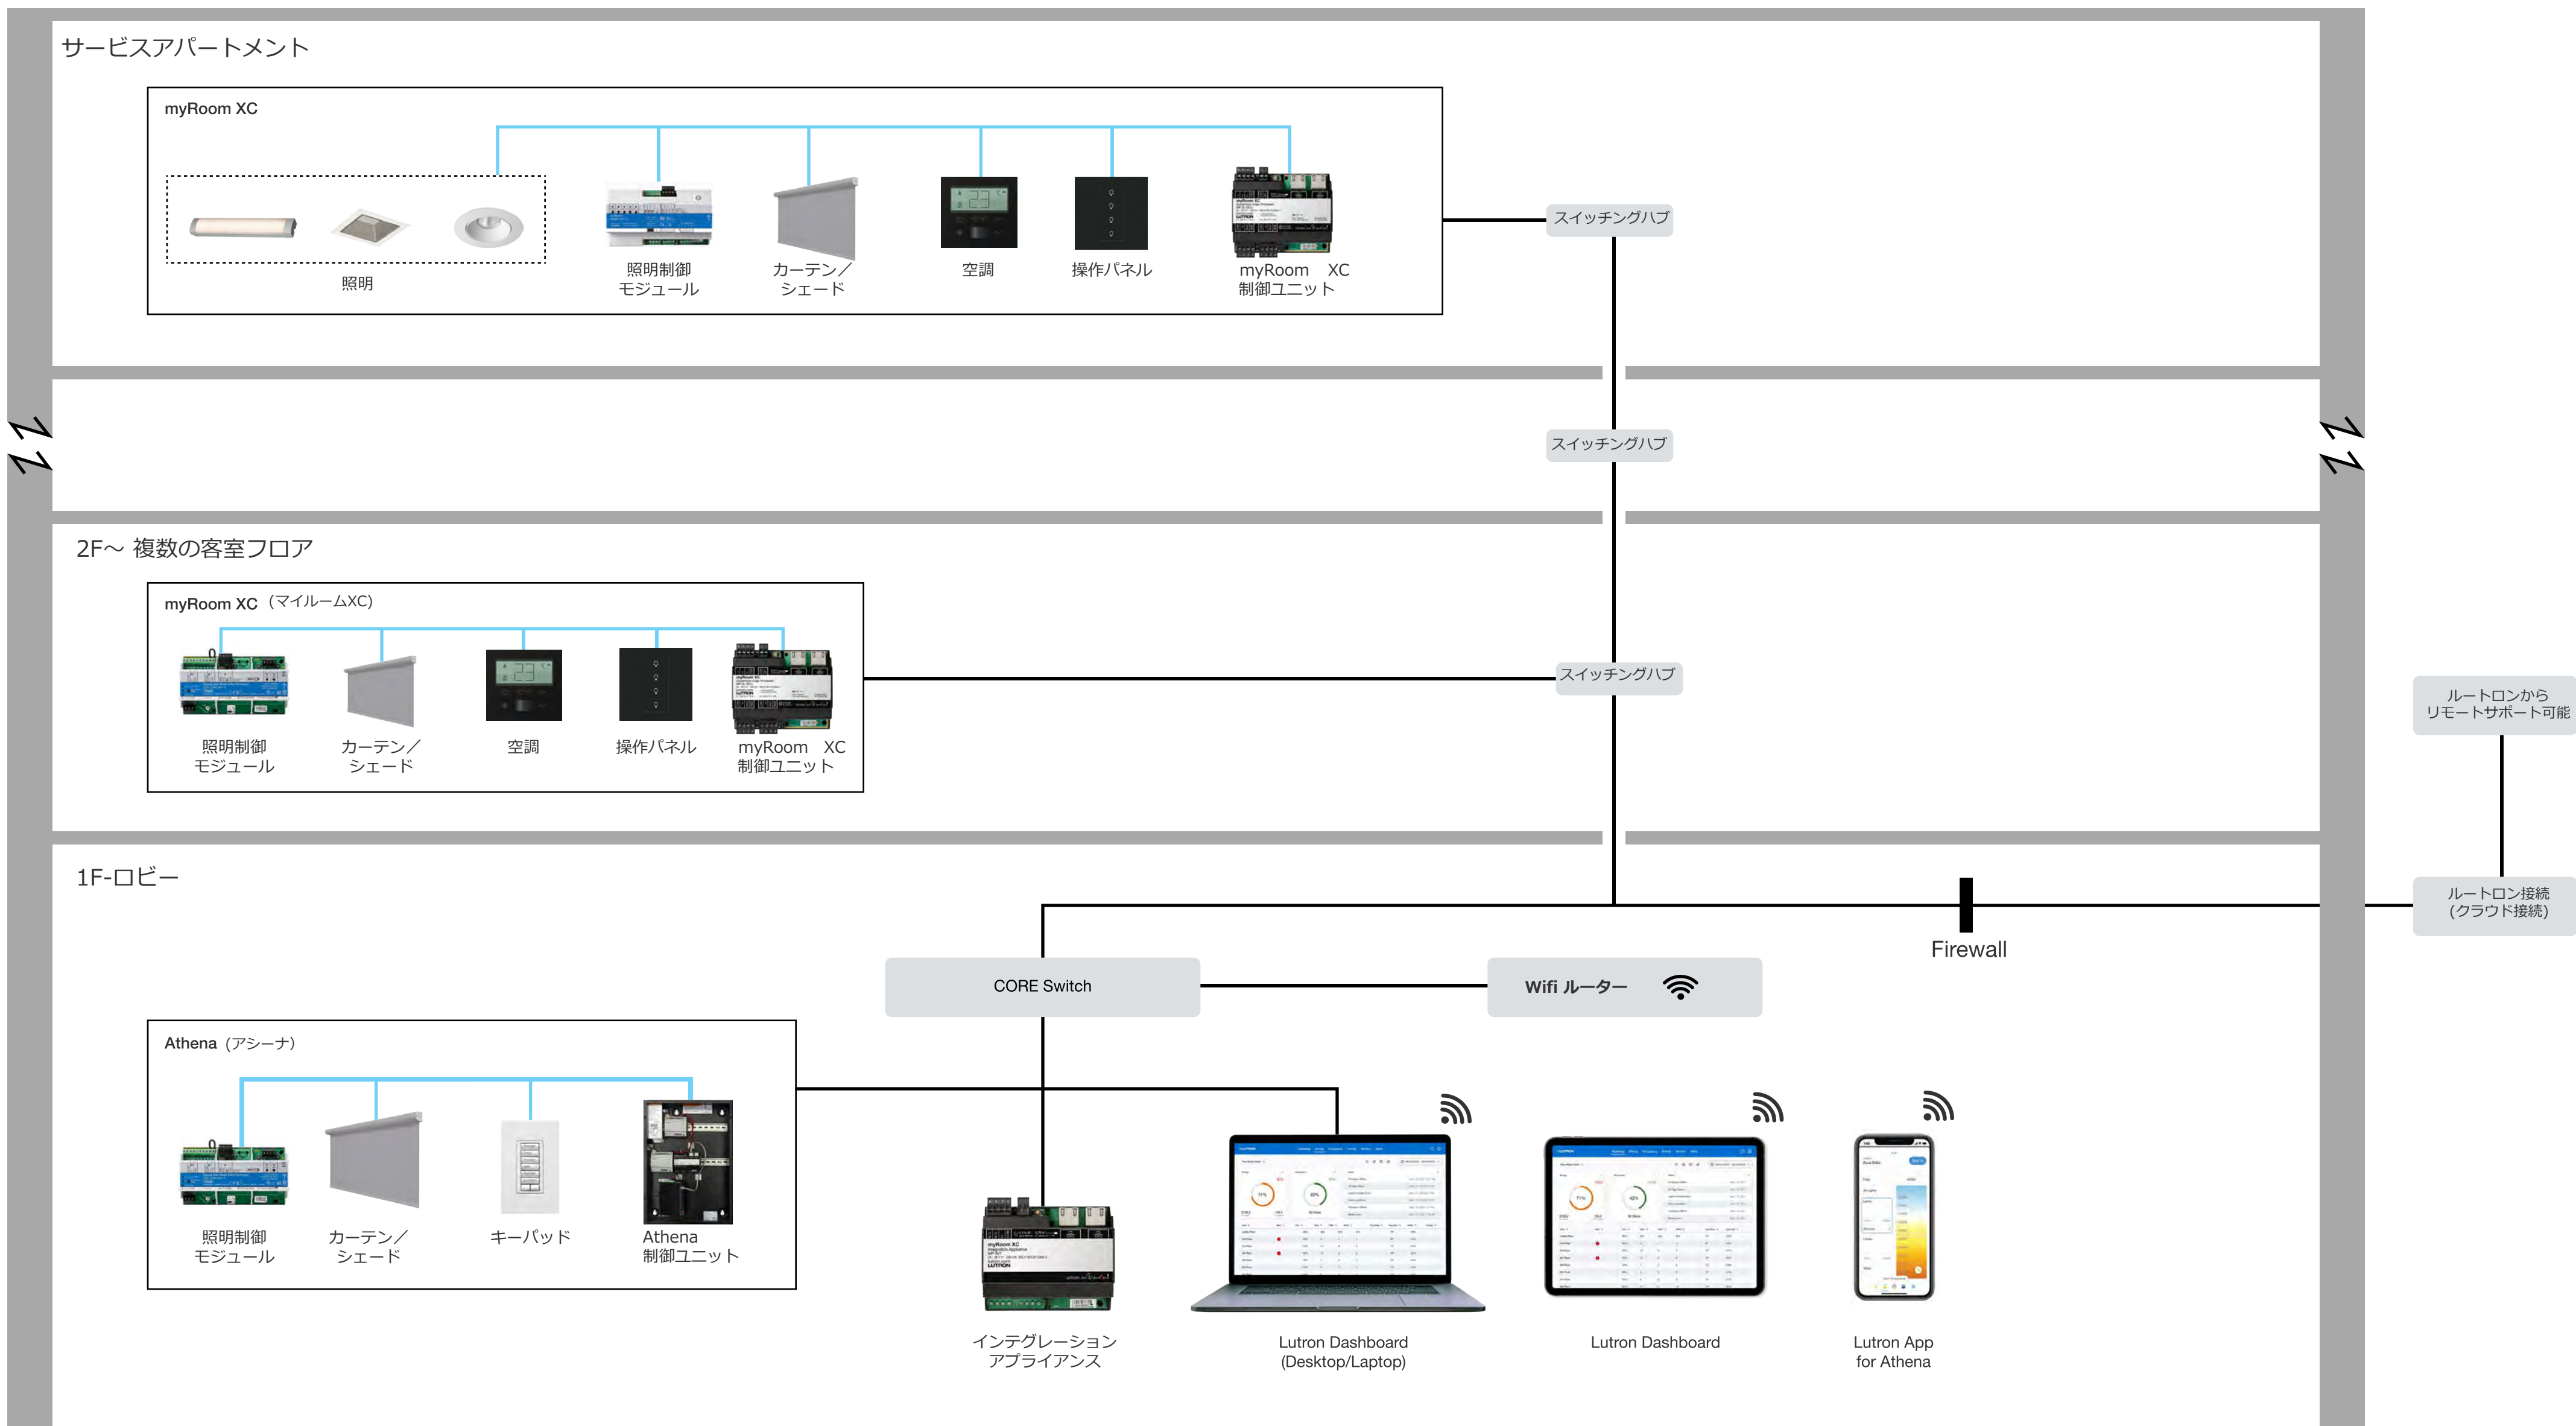 サービスアパートメント
myRoom XC
照明
照明制御
モジュール
カーテン／
シェード
空調
操作パネル
myRoom　XC
制御ユニット
スイッチングハブ
スイッチングハブ
2F～ 複数の客室フロア
myRoom XC （マイルームXC)
照明制御
モジュール
カーテン／
シェード
空調
操作パネル
myRoom　XC
制御ユニット
スイッチングハブ
ルートロンから
リモートサポート可能
1F-ロビー
ルートロン接続
(クラウド接続)
Firewall
CORE Switch
Wifi ルーター
Athena (アシーナ）
照明制御
モジュール
カーテン／
シェード
キーパッド
Athena
制御ユニット
myRoom XC
LUTRON
インテグレーション
アプライアンス
71%
Lutron Dashboard
(Desktop/Laptop)
Lutron Dashboard
Lutron App
for Athena